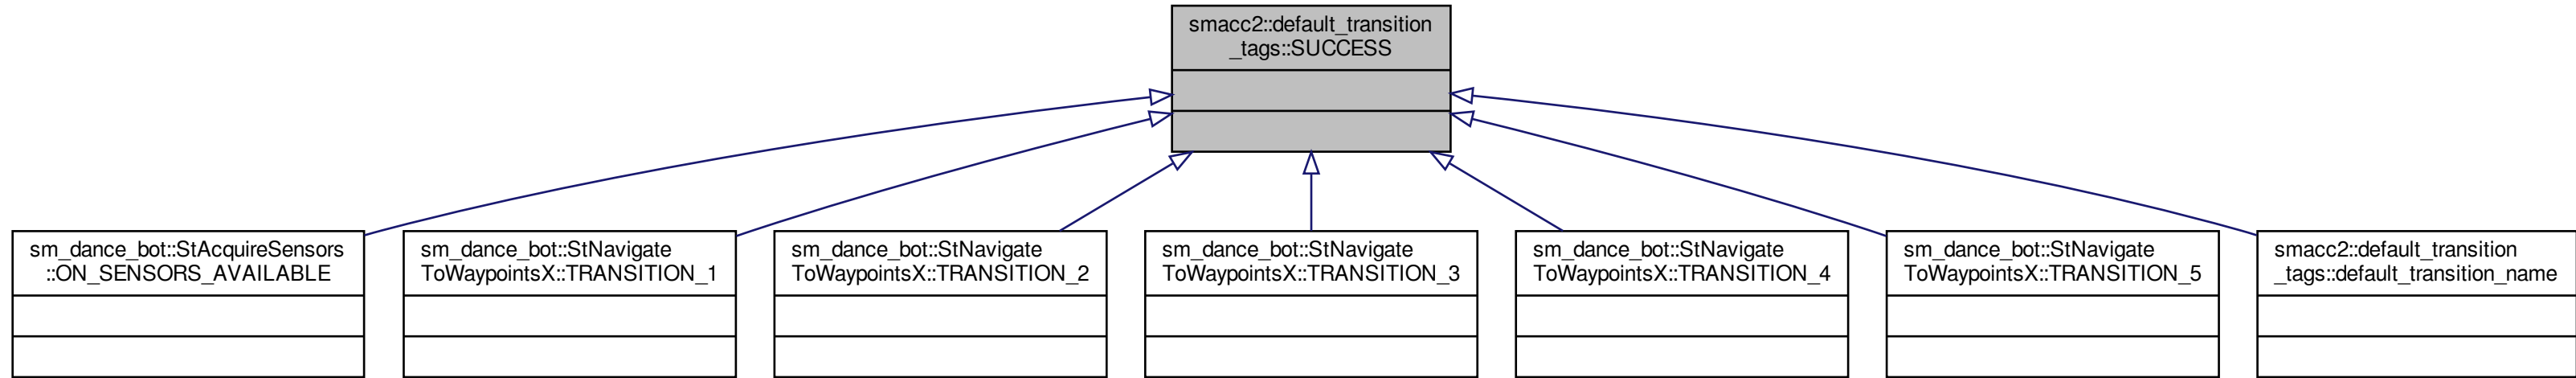 smacc2::default_transition
_tags::SUCCESS
sm_dance_bot::StAcquireSensors
::ON_SENSORS_AVAILABLE
sm_dance_bot::StNavigate
ToWaypointsX::TRANSITION_1
sm_dance_bot::StNavigate
ToWaypointsX::TRANSITION_2
sm_dance_bot::StNavigate
ToWaypointsX::TRANSITION_3
sm_dance_bot::StNavigate
ToWaypointsX::TRANSITION_4
sm_dance_bot::StNavigate
ToWaypointsX::TRANSITION_5
smacc2::default_transition
_tags::default_transition_name